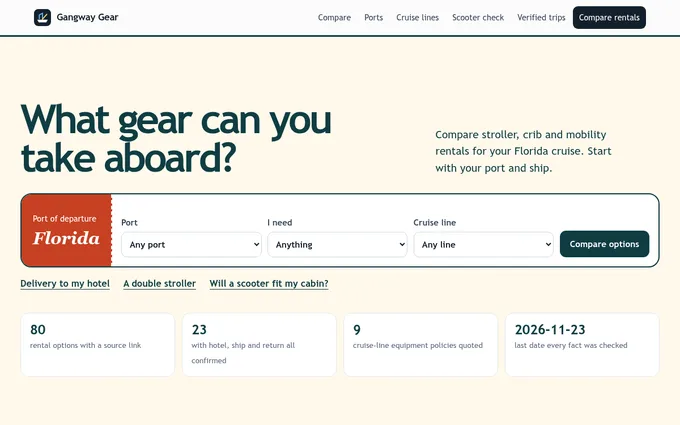 Gangway Gear
Compare Ports Cruise lines Scooter check Verified trips Compare rentals
What gear can you
take aboard?
Compare stroller, crib and mobility
rentals for your Florida cruise. Start
with your port and ship.
Port of departure
Florida
Port I need Cruise line
Any port Anything Any line Compare options
Delivery to my hotel A double stroller Will a scooter fit my cabin?
80
rental options with a source link
23
with hotel, ship and return all
confirmed
9
cruise-line equipment policies quoted
2026-11-23
last date every fact was checked